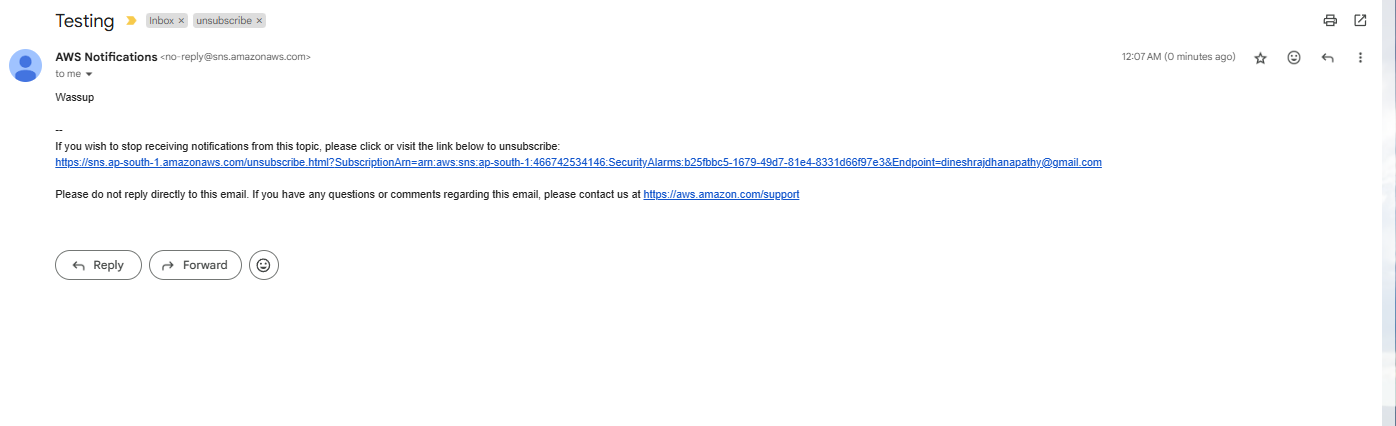 Testing Inbox × unsubscribe ×
AWS Notifications <no-reply@sns.amazonaws.com> 12:07 AM (0 minutes ago)
to me
Wassup
--
If you wish to stop receiving notifications from this topic, please click or visit the link below to unsubscribe:
https://sns.ap-south-1.amazonaws.com/unsubscribe.html?SubscriptionArn=arn:aws:sns:ap-south-1:466742534146:SecurityAlarms:b25fbbc5-1679-49d7-81e4-8331d66f97e3&Endpoint=dineshrajdhanapathy@gmail.com
Please do not reply directly to this email. If you have any questions or comments regarding this email, please contact us at https://aws.amazon.com/support
Reply Forward